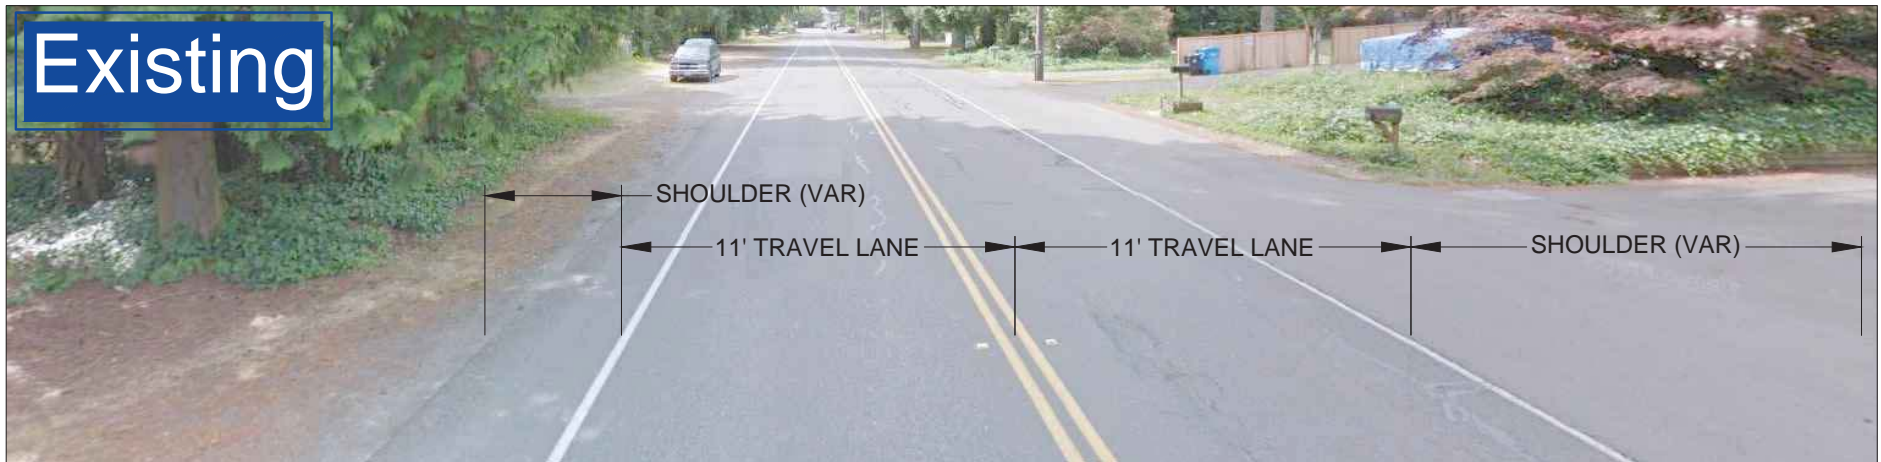 Existing
SHOULDER (VAR)
11' TRAVEL LANE
11' TRAVEL LANE
SHOULDER (VAR)